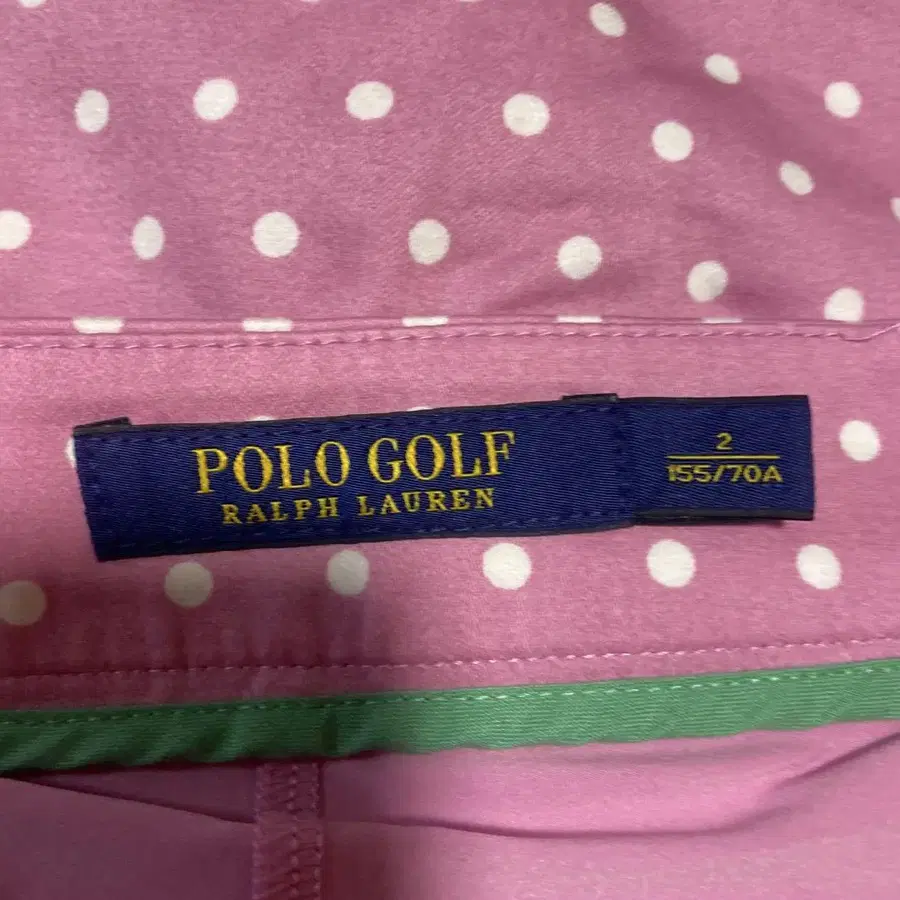 POLO GOLF
RALPH LAUREN
2
155/70A